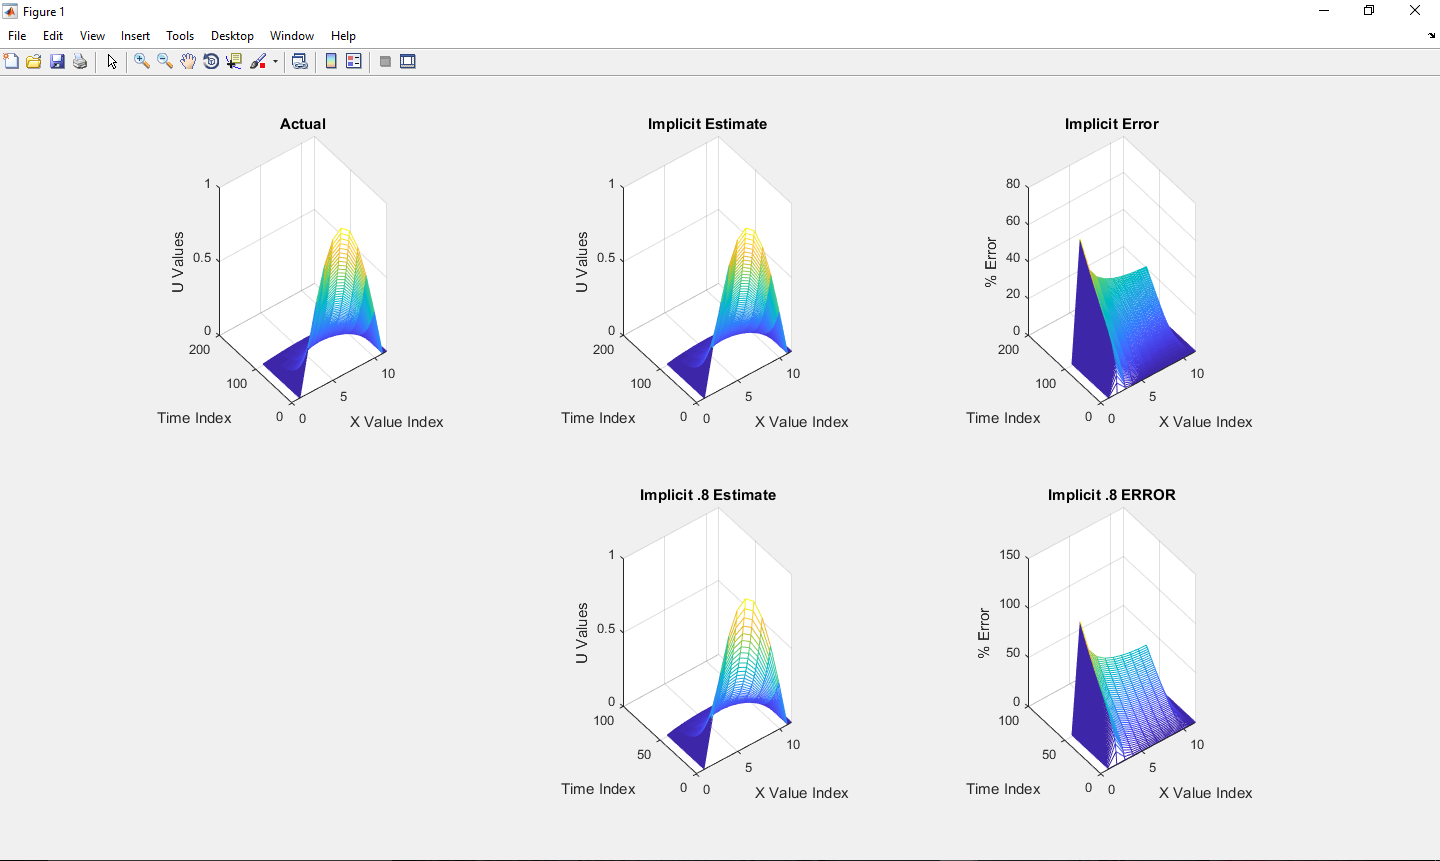 Figure 1
File Edit View Insert Tools Desktop Window Help
Actual
1
0.5
0
U Values
200
100
0
Time Index
0
5
10
X Value Index
Implicit Estimate
1
0.5
0
U Values
200
100
0
Time Index
0
5
10
X Value Index
Implicit Error
80
60
40
20
0
% Error
200
100
0
Time Index
0
5
10
X Value Index
Implicit .8 Estimate
1
0.5
0
U Values
100
50
0
Time Index
0
5
10
X Value Index
Implicit .8 ERROR
150
100
50
0
% Error
100
50
0
Time Index
0
5
10
X Value Index